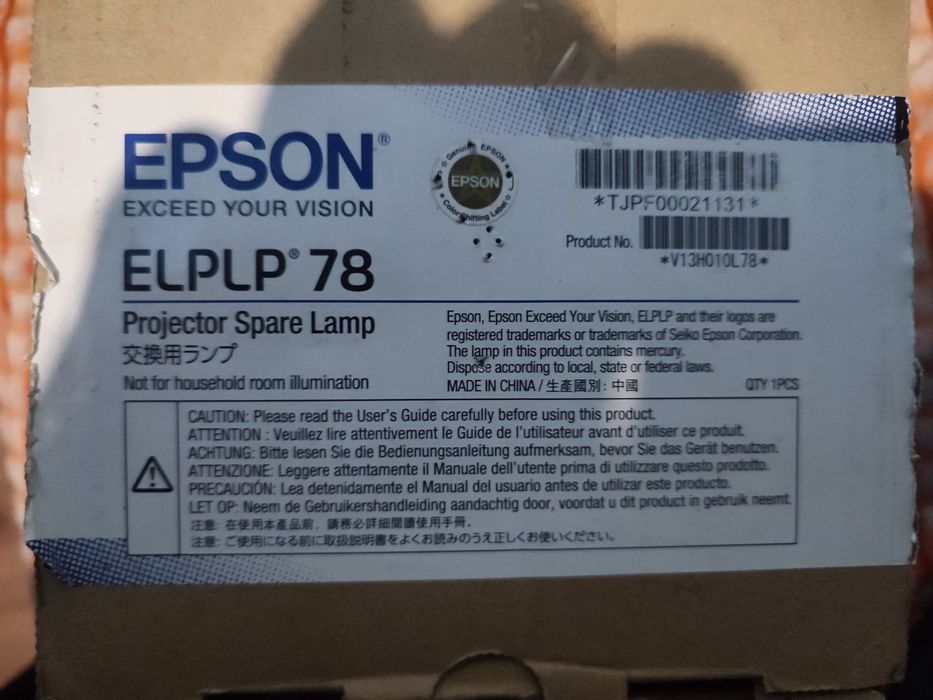 EPSON®
EXCEED YOUR VISION
Genuine EPSON
EPSON
Color Shifting Label
*TJPF00021131*
Product No.
*V13H010L78*
ELPLP® 78
Projector Spare Lamp
交換用ランプ
Not for household room illumination
Epson, Epson Exceed Your Vision, ELPLP and their logos are
registered trademarks or trademarks of Seiko Epson Corporation.
The lamp in this product contains mercury.
Dispose according to local, state or federal laws.
MADE IN CHINA / 生產國別：中國
QTY 1PCS
CAUTION: Please read the User's Guide carefully before using this product.
ATTENTION : Veuillez lire attentivement le Guide de l'utilisateur avant d'utiliser ce produit.
ACHTUNG: Bitte lesen Sie die Bedienungsanleitung aufmerksam, bevor Sie das Gerät benutzen.
ATTENZIONE: Leggere attentamente il Manuale dell'utente prima di utilizzare questo prodotto.
PRECAUCIÓN: Lea detenidamente el Manual del usuario antes de utilizar este producto.
LET OP: Neem de Gebruikershandleiding aandachtig door, voordat u dit product in gebruik neemt.
注意: 在使用本產品前，請務必詳細閱讀使用手冊。
注意: ご使用になる前に取扱説明書をよくお読みのうえ正しくお使いください。